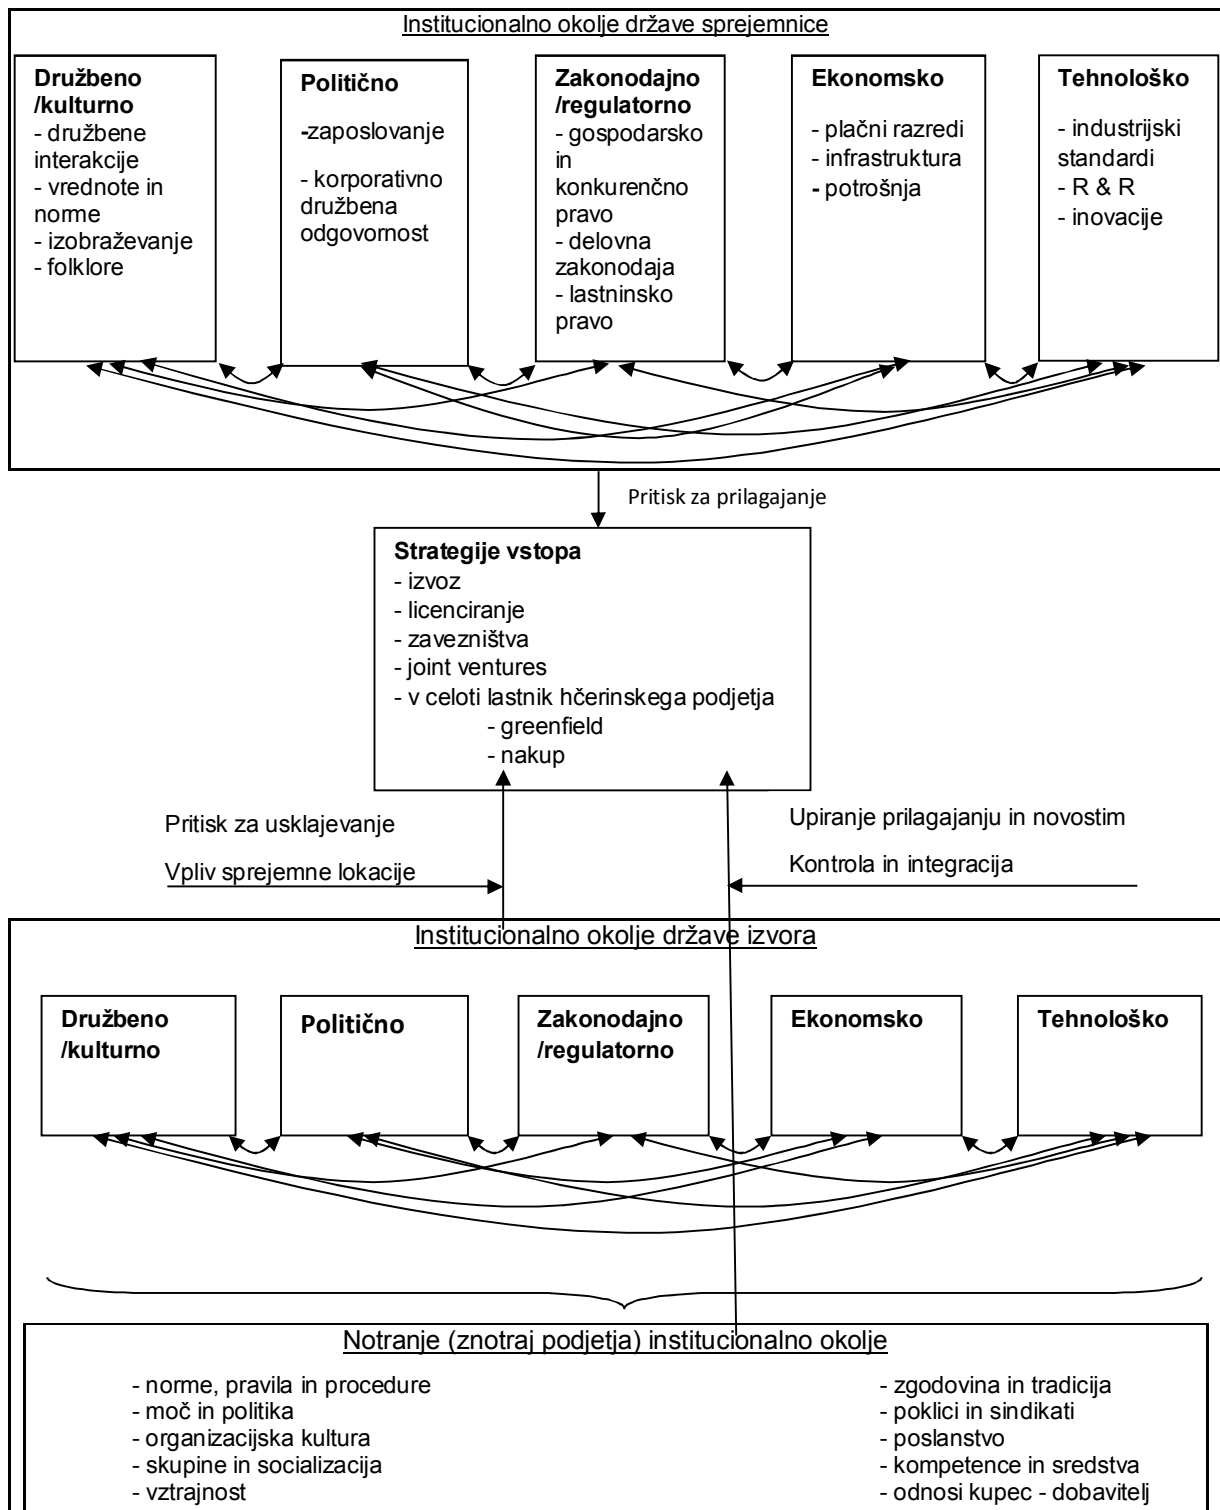 Institucionalno okolje države sprejemnice
Družbeno
/kulturno
- družbene
interakcije
- vrednote in
norme
- izobraževanje
- folklore
Politično
-zaposlovanje
- korporativno
družbena
odgovornost
Zakonodajno
/regulatorno
- gospodarsko
in
konkurenčno
pravo
- delovna
zakonodaja
- lastninsko
pravo
Ekonomsko
- plačni razredi
- infrastruktura
- potrošnja
Tehnološko
- industrijski
standardi
- R & R
- inovacije
Pritisk za prilagajanje
Strategije vstopa
- izvoz
- licenciranje
- zavezništva
- joint ventures
- v celoti lastnik hčerinskega podjetja
- greenfield
- nakup
Pritisk za usklajevanje
Vpliv sprejemne lokacije
Upiranje prilagajanju in novostim
Kontrola in integracija
Institucionalno okolje države izvora
Družbeno
/kulturno
Politično
Zakonodajno
/regulatorno
Ekonomsko
Tehnološko
Notranje (znotraj podjetja) institucionalno okolje
- norme, pravila in procedure
- moč in politika
- organizacijska kultura
- skupine in socializacija
- vztrajnost
- zgodovina in tradicija
- poklici in sindikati
- poslanstvo
- kompetence in sredstva
- odnosi kupec - dobavitelj